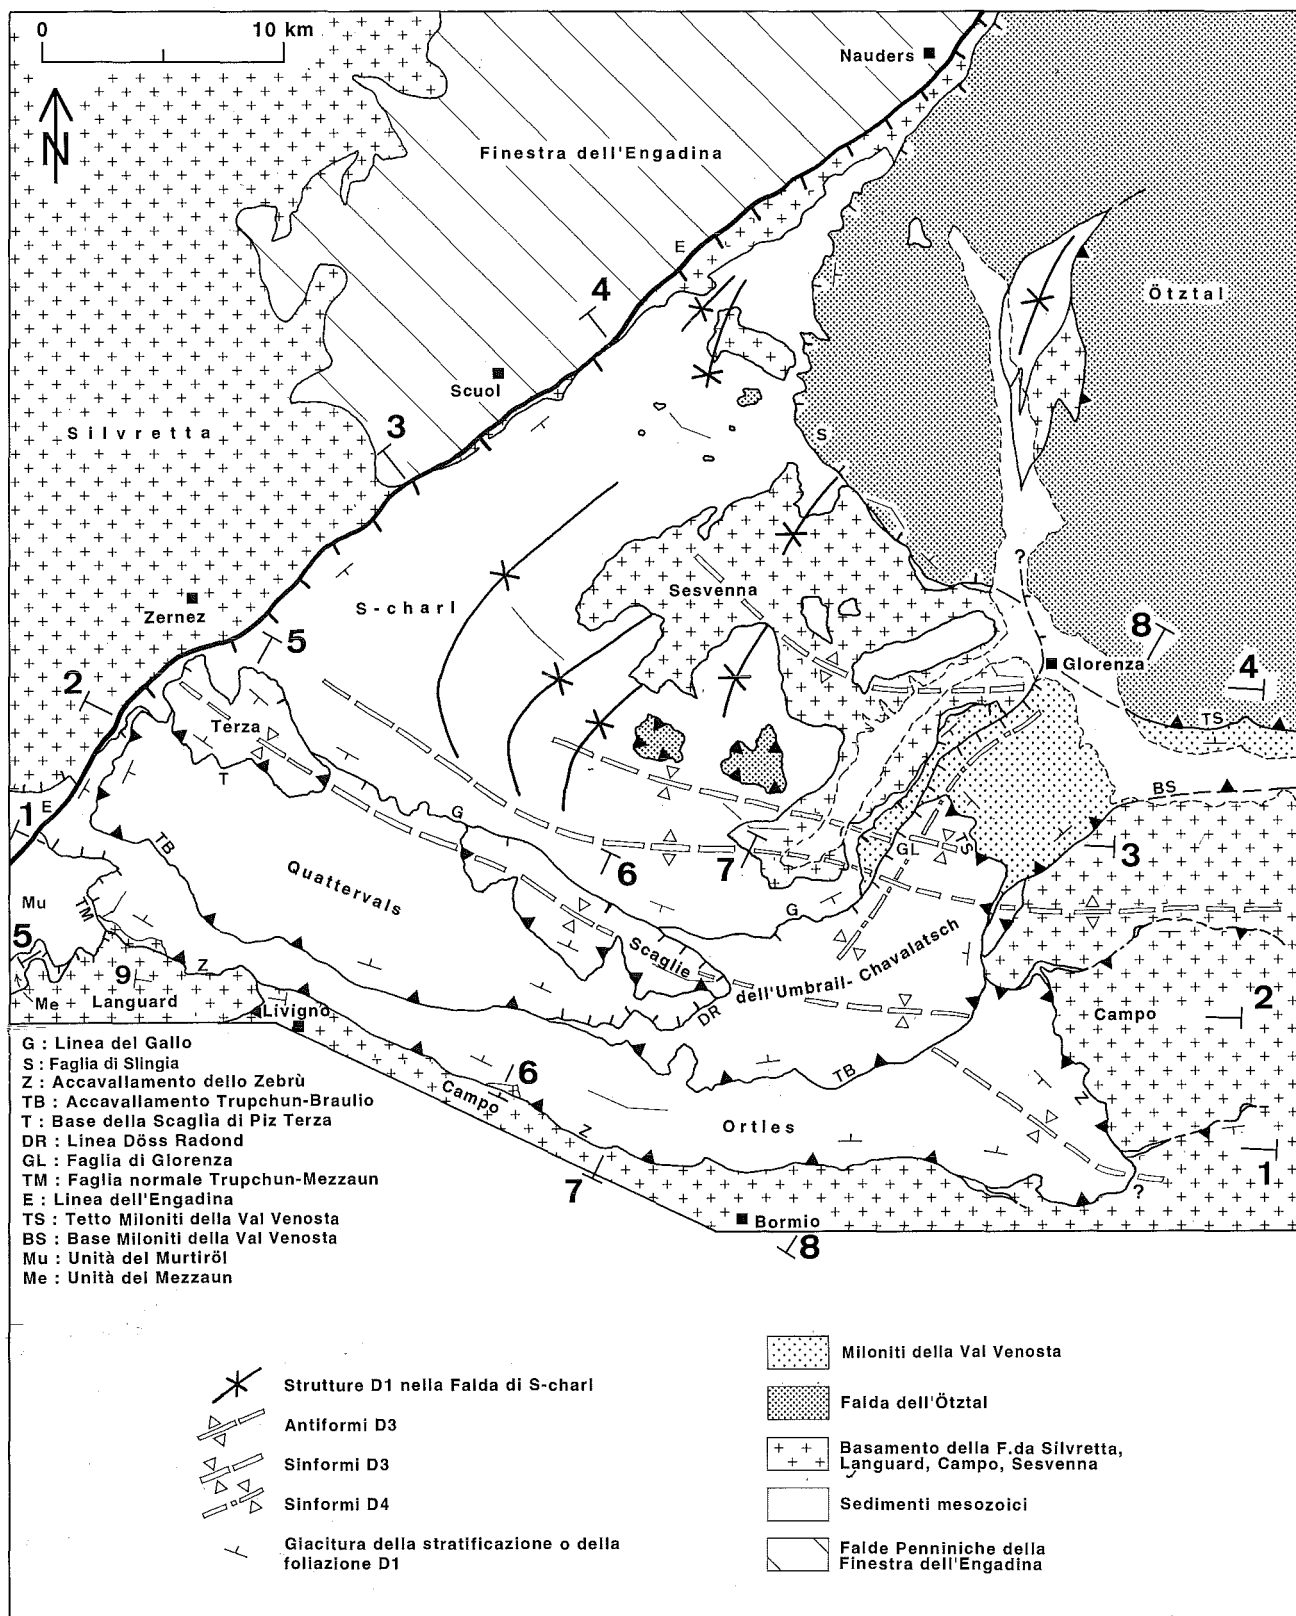 0 10 km
N
Nauders
Finestra dell'Engadina
E
4
Ötztal
Scuol
Silvretta
3
S
?
Sesvenna
S-charl
Zernez
5
8
Glorenza
4
2
Terza
TS
T
BS
1
E
G
TB
GL
TS
3
6
7
Quattervals
Mu
TM
G
5
Scaglie
dell'Umbrail- Chavalatsch
9
Z
Me
Languard
DR
Livigno
Campo
2
TB
6
Campo
Z
Z
Ortles
1
7
?
Bormio
8
G : Linea del Gallo
S : Faglia di Slingia
Z : Accavallamento dello Zebrù
TB : Accavallamento Trupchun-Braulio
T : Base della Scaglia di Piz Terza
DR : Linea Döss Radond
GL : Faglia di Glorenza
TM : Faglia normale Trupchun-Mezzaun
E : Linea dell'Engadina
TS : Tetto Miloniti della Val Venosta
BS : Base Miloniti della Val Venosta
Mu : Unità del Murtiröl
Me : Unità del Mezzaun
Strutture D1 nella Falda di S-charl
Antiformi D3
Sinformi D3
Sinformi D4
Giacitura della stratificazione o della
foliazione D1
Miloniti della Val Venosta
Falda dell'Ötztal
Basamento della F.da Silvretta,
Languard, Campo, Sesvenna
Sedimenti mesozoici
Falde Penniniche della
Finestra dell'Engadina